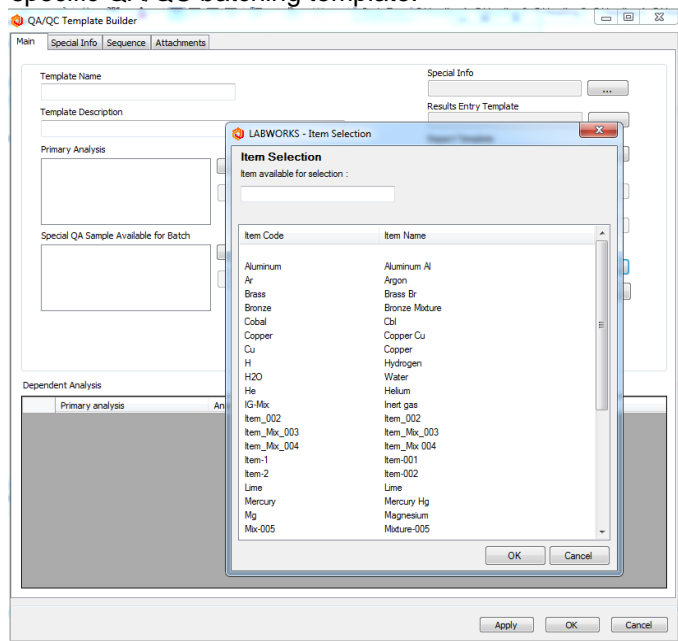 specific QA/QC batching template.
QA/QC Template Builder
Main Special Info Sequence Attachments
Template Name
Special Info
...
Template Description
Results Entry Template
Primary Analysis
Special QA Sample Available for Batch
LABWORKS - Item Selection
Item Selection
Item available for selection :
Item Code Item Name
Aluminum Aluminum Al
Ar Argon
Brass Brass Br
Bronze Bronze Mixture
Cobal Cbl
Copper Copper Cu
Cu Copper
H Hydrogen
H2O Water
He Helium
IG-Mix Inert gas
Item_002 Item_002
Item_Mix_003 Item_Mix_003
Item_Mix_004 Item_Mix 004
Item-1 Item-001
Item-2 Item-002
Lime Lime
Mercury Mercury Hg
Mg Magnesium
Mix-005 Mixture-005
OK Cancel
Dependent Analysis
Primary analysis
Apply OK Cancel